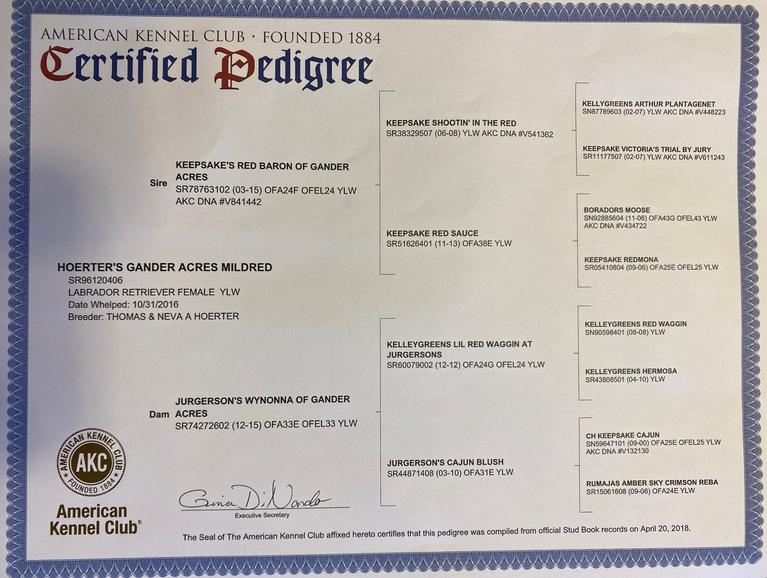 AMERICAN KENNEL CLUB · FOUNDED 1884
Certified Pedigree
KEEPSAKE'S RED BARON OF GANDER
ACRES
Sire
SR78763102 (03-15) OFA24F OFEL24 YLW
AKC DNA #V841442
HOERTER'S GANDER ACRES MILDRED
SR96120406
LABRADOR RETRIEVER FEMALE YLW
Date Whelped: 10/31/2016
Breeder: THOMAS & NEVA A HOERTER
JURGERSON'S WYNONNA OF GANDER
Dam ACRES
SR74272602 (12-15) OFA33E OFEL33 YLW
KEEPSAKE SHOOTIN' IN THE RED
SR38329507 (06-08) YLW AKC DNA #V541362
KEEPSAKE RED SAUCE
SR51626401 (11-13) OFA38E YLW
KELLEYGREENS LIL RED WAGGIN AT
JURGERSONS
SR60079002 (12-12) OFA24G OFEL24 YLW
JURGERSON'S CAJUN BLUSH
SR44871408 (03-10) OFA31E YLW
KELLYGREENS ARTHUR PLANTAGENET
SN87789603 (02-07) YLW AKC DNA #V448223
KEEPSAKE VICTORIA'S TRIAL BY JURY
SR11177507 (02-07) YLW AKC DNA #V611243
BORADORS MOOSE
SN92885604 (11-06) OFA43G OFEL43 YLW
AKC DNA #V434722
KEEPSAKE REDMONA
SR05410804 (09-06) OFA25E OFEL25 YLW
KELLEYGREENS RED WAGGIN
SN90598401 (08-08) YLW
KELLEYGREENS HERMOSA
SR43808501 (04-10) YLW
CH KEEPSAKE CAJUN
SN59647101 (09-00) OFA25E OFEL25 YLW
AKC DNA #V132130
RUMAJAS AMBER SKY CRIMSON REBA
SR15061608 (09-06) OFA24E YLW
AMERICAN KENNEL CLUB
AKC
FOUNDED 1884
American
Kennel Club®
Gina DiNardo
Executive Secretary
The Seal of The American Kennel Club affixed hereto certifies that this pedigree was compiled from official Stud Book records on April 20, 2018.